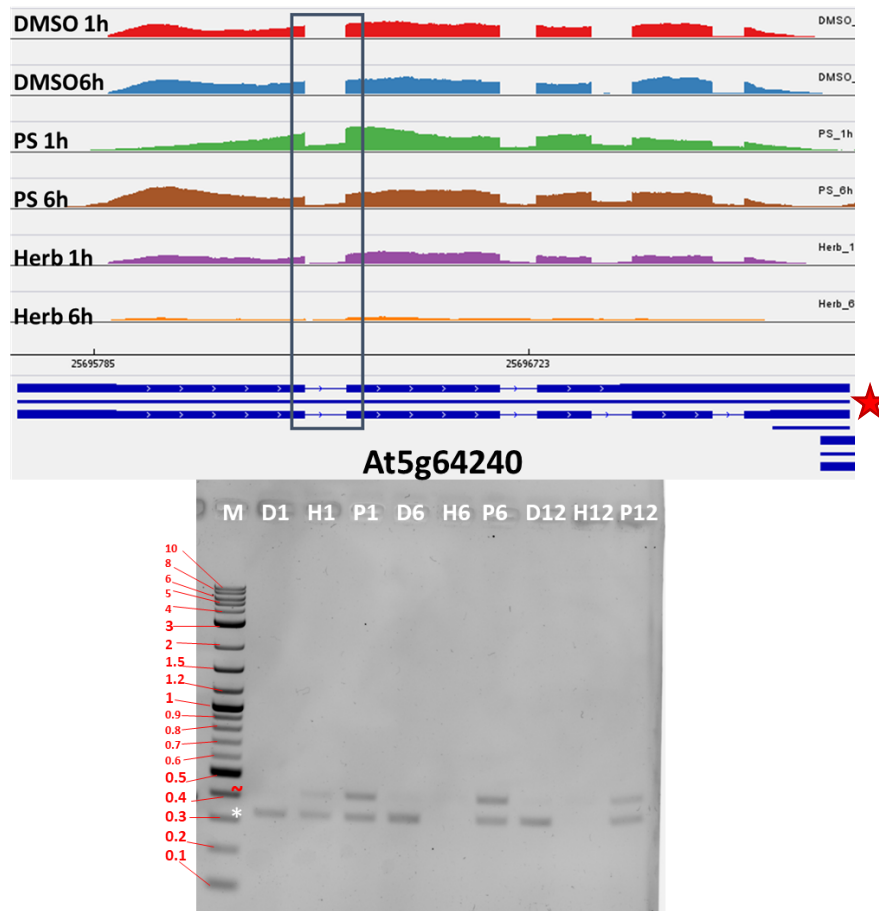 DMSO 1h DMSO_
DMSO6h DMSO_
PS 1h PS_1h
PS 6h PS_6h
Herb 1h Herb_1
Herb 6h Herb_6
25695785 25696723
At5g64240
M D1 H1 P1 D6 H6 P6 D12 H12 P12
10
8
6
5
4
3
2
1.5
1.2
1
0.9
0.8
0.7
0.6
0.5
~
0.4
0.3 *
0.2
0.1